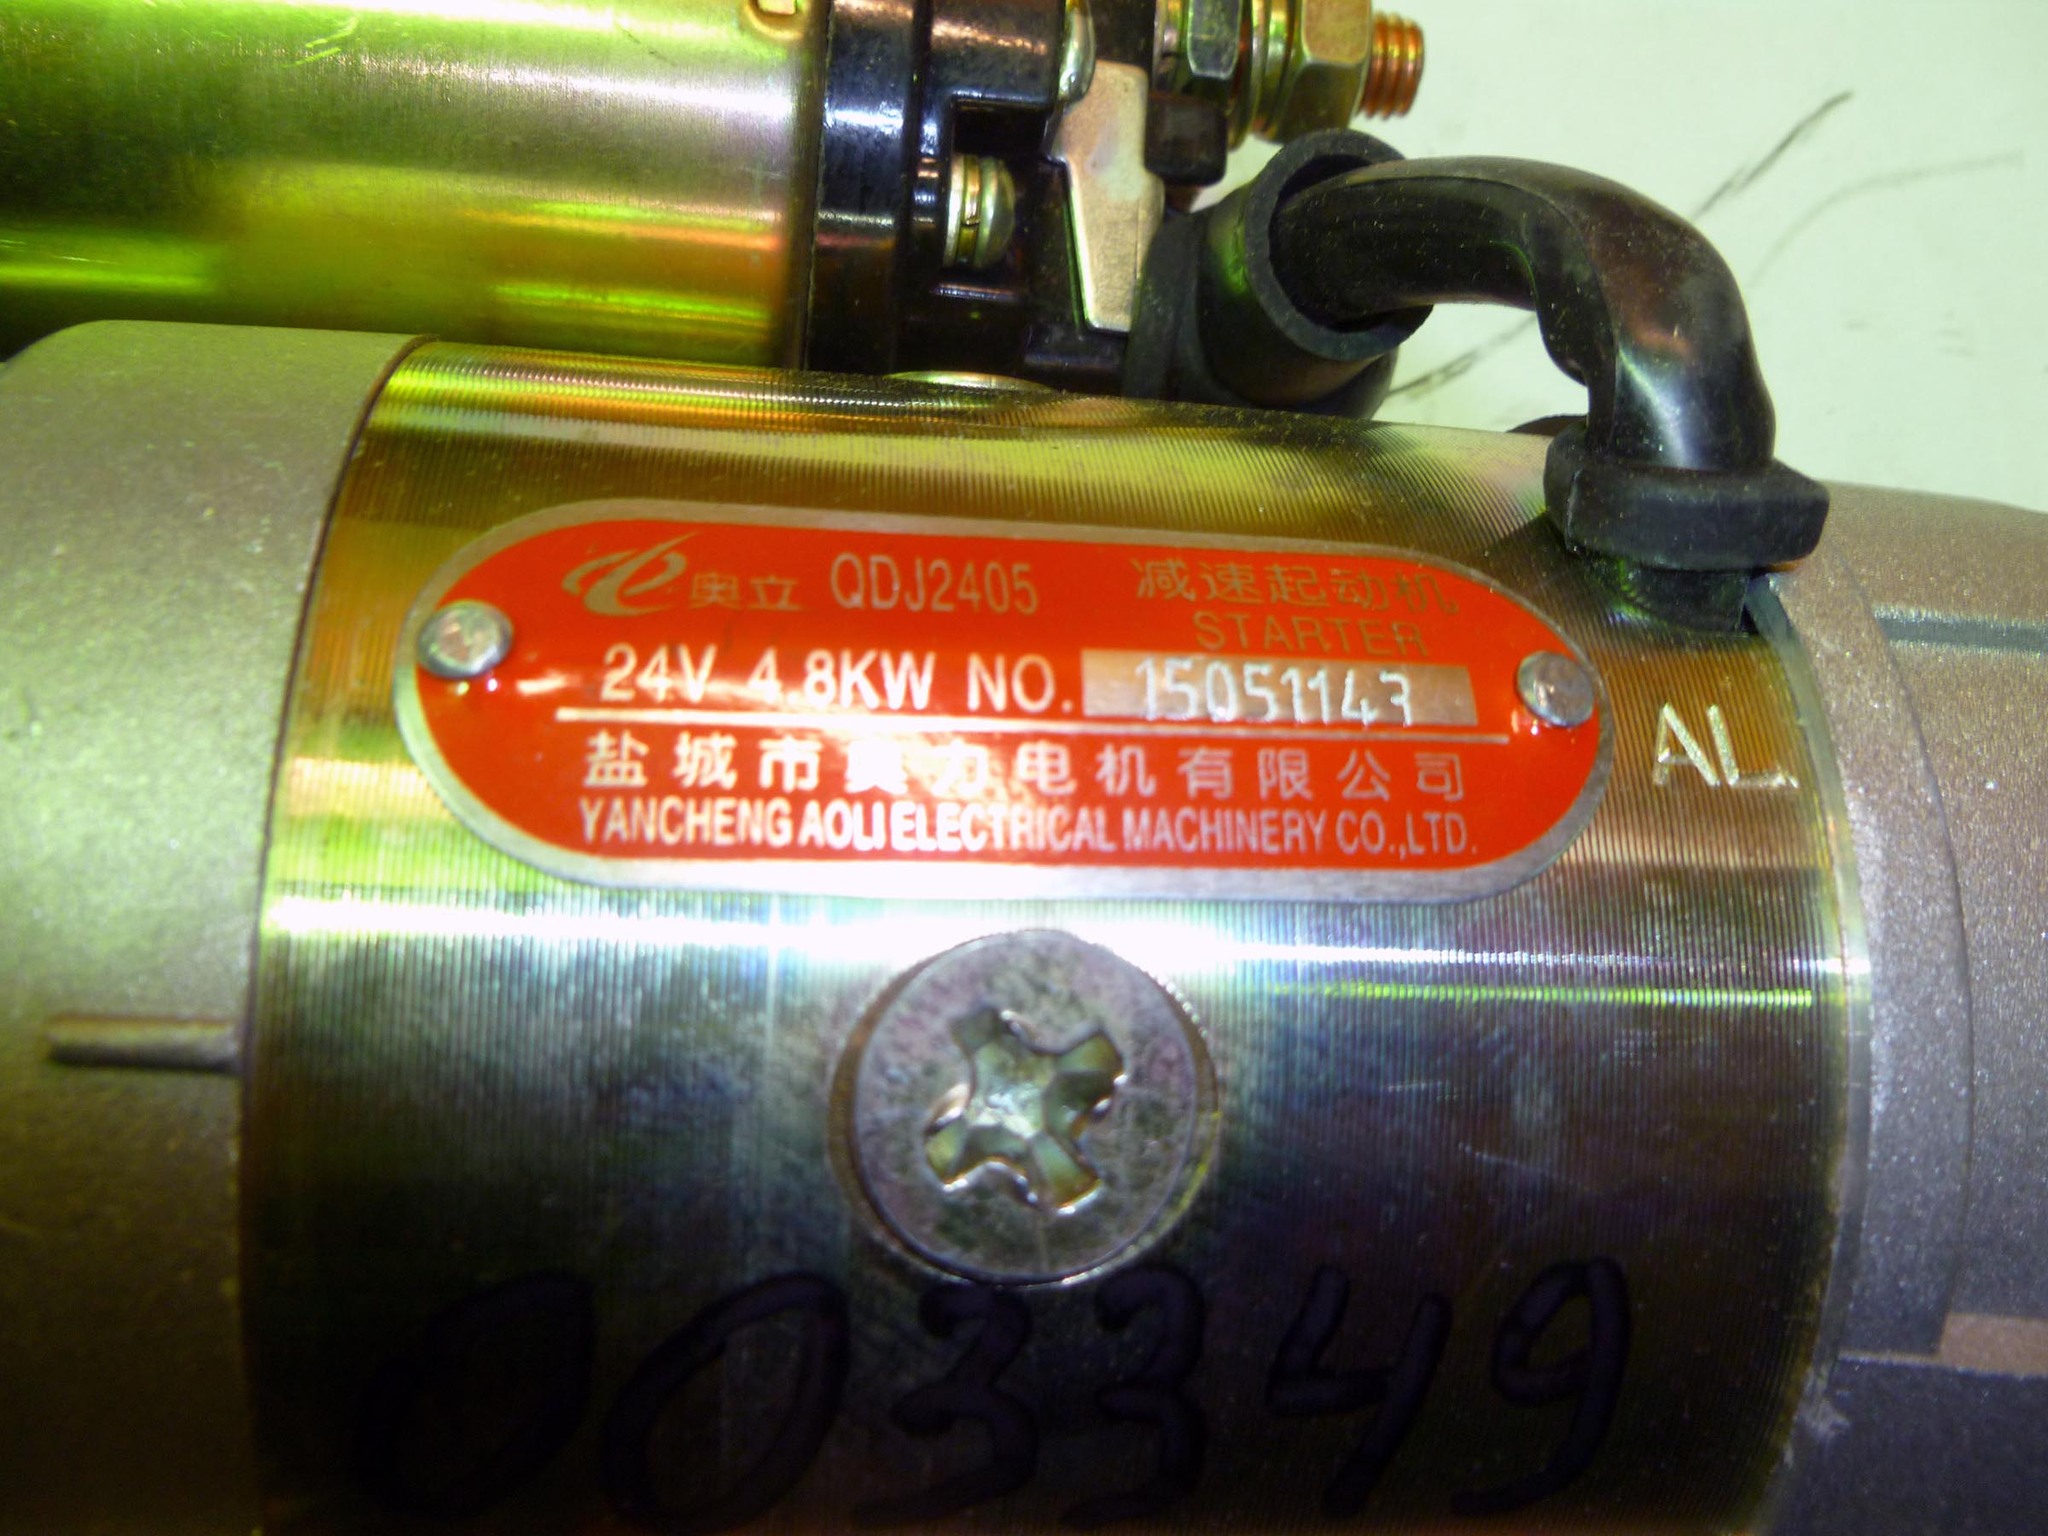 奥立 QDJ2405 减速起动机
STARTER
24V 4.8KW NO. 15051147
盐城市奥力电机有限公司
YANCHENG AOLI ELECTRICAL MACHINERY CO.,LTD.
AL
003349